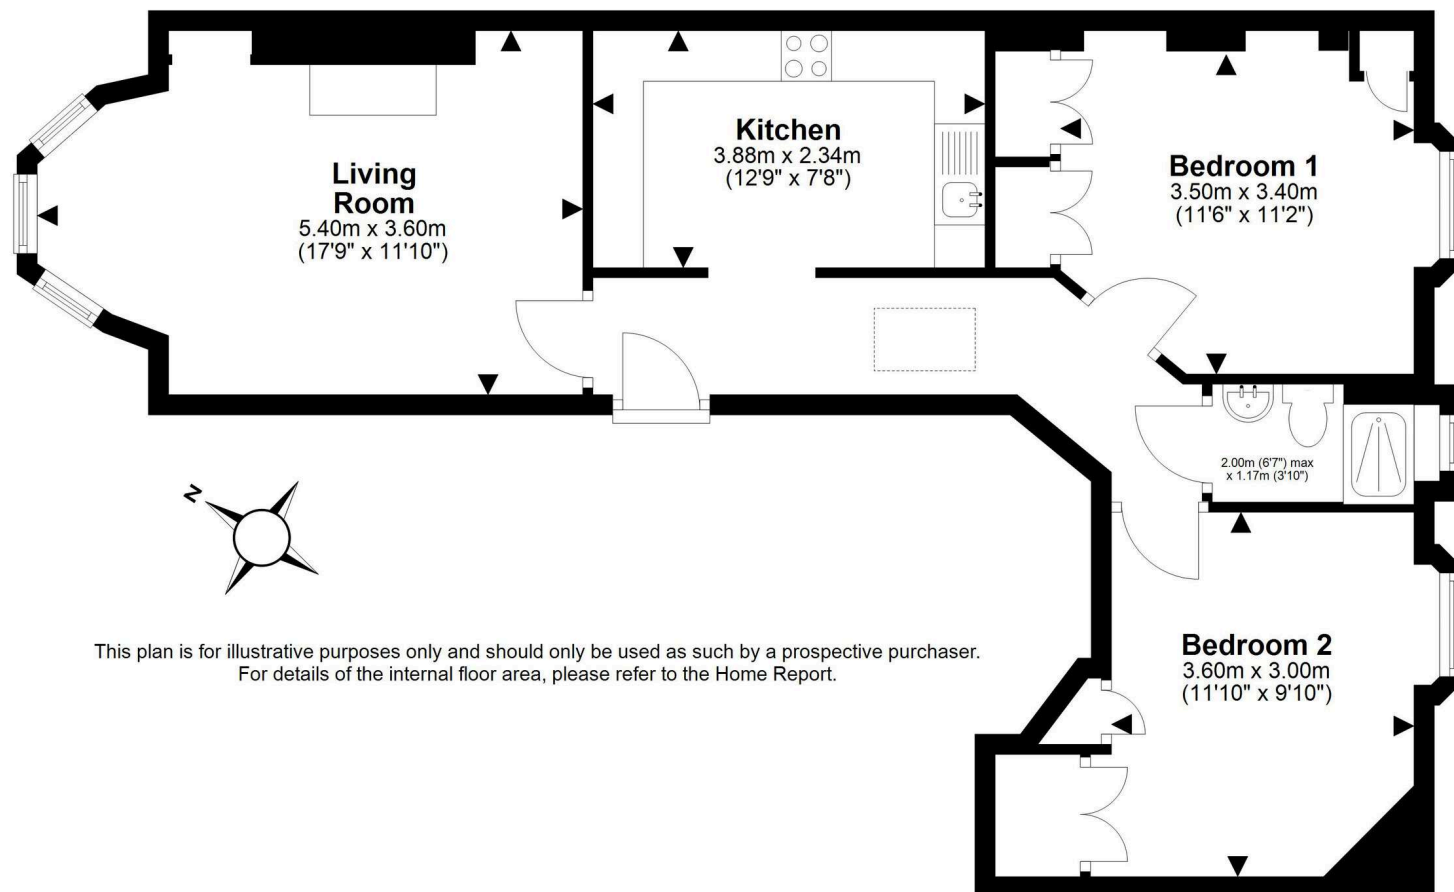 Living
Room
5.40m x 3.60m
(17'9" x 11'10")
Kitchen
3.88m x 2.34m
(12'9" x 7'8")
Bedroom 1
3.50m x 3.40m
(11'6" x 11'2")
2.00m (6'7") max
x 1.17m (3'10")
N
Bedroom 2
3.60m x 3.00m
(11'10" x 9'10")
This plan is for illustrative purposes only and should only be used as such by a prospective purchaser.
For details of the internal floor area, please refer to the Home Report.